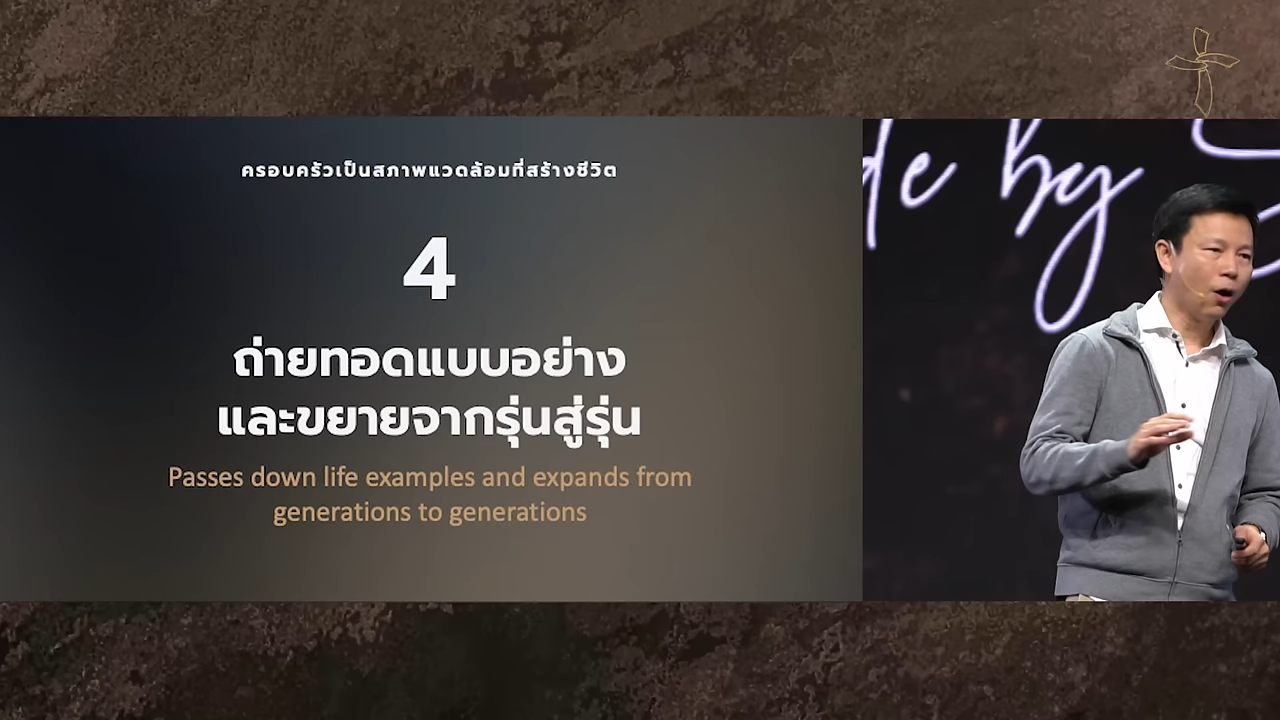 ครอบครัวเป็นสภาพแวดล้อมที่สร้างชีวิต
4
ถ่ายทอดแบบอย่าง
และขยายจากรุ่นสู่รุ่น
Passes down life examples and expands from
generations to generations
by